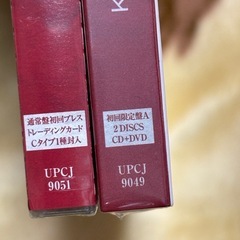 通常盤初回プレス
トレーディングカード
Cタイプ1種封入
UPCJ
9051
K
初回限定盤A
2DISCS
CD+DVD
UPCJ
9049